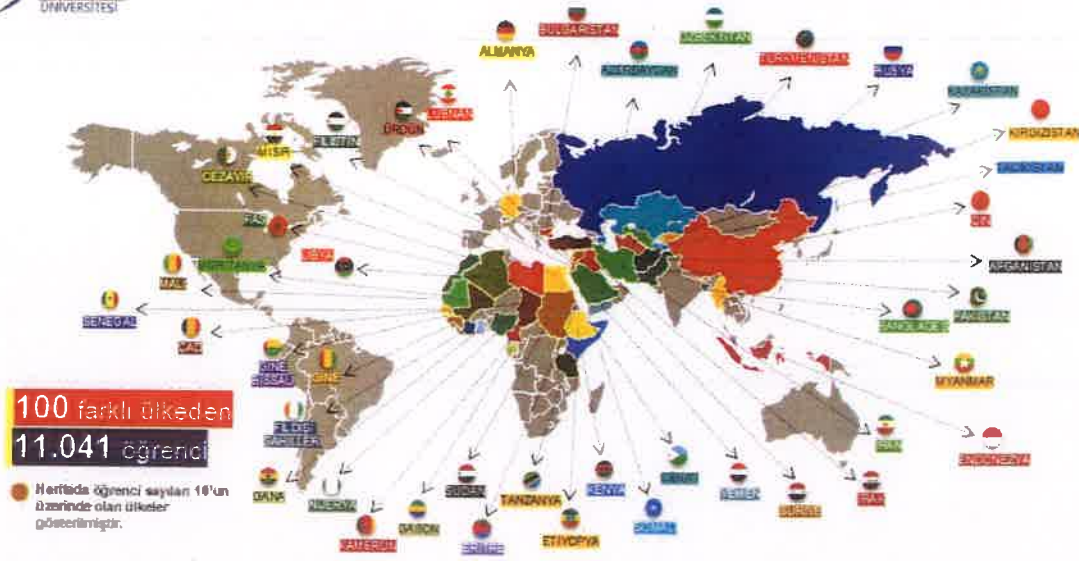 ÜNİVERSİTESİ
ALMANYA
BULGARİSTAN
ÖZBEKİSTAN
AZERBAYCAN
TÜRKMENİSTAN
RUSYA
KAZAKİSTAN
KIRGIZİSTAN
TACİKİSTAN
ÇİN
AFGANİSTAN
PAKİSTAN
BANGLADEŞ
MYANMAR
İRAN
ENDONEZYA
IRAK
LÜBNAN
ÜRDÜN
FİLİSTİN
MISIR
CEZAYİR
FAS
LİBYA
MORİTANYA
MALİ
SENEGAL
ÇAD
GİNE
BİSSAU
GİNE
FİLDİŞİ
GANA
NİJERYA
KAMERUN
GABON
SUDAN
ERİTRE
TANZANYA
ETİYOPYA
KENYA
SOMALİ
CİBUTİ
YEMEN
SURİYE
100 farklı ülkeden
11.041 öğrenci
Haritada öğrenci sayıları 10'un
üzerinde olan ülkeler
gösterilmiştir.